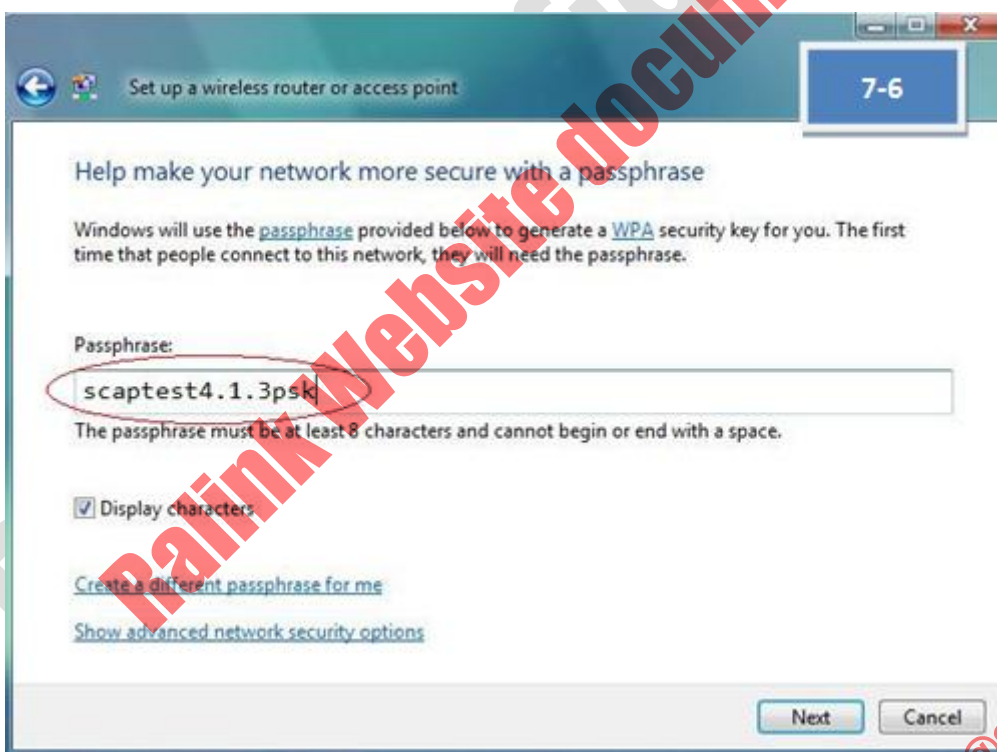 Set up a wireless router or access point
7-6
Help make your network more secure with a passphrase
Windows will use the passphrase provided below to generate a WPA security key for you. The first
time that people connect to this network, they will need the passphrase.
Passphrase:
scaptest4.1.3psk
The passphrase must be at least 8 characters and cannot begin or end with a space.
Display characters
Create a different passphrase for me
Show advanced network security options
Next
Cancel
Ralink Website docum